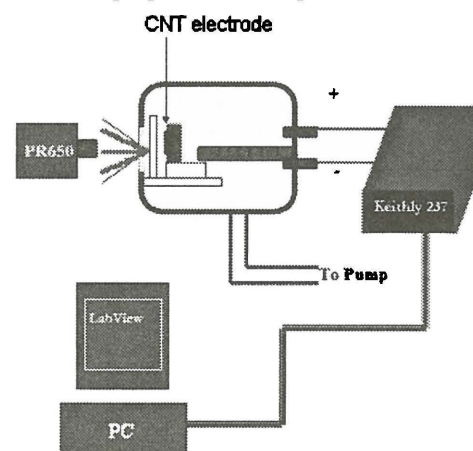 CNT electrode
+
PR650
-
Keithly 237
To Pump
LabView
PC